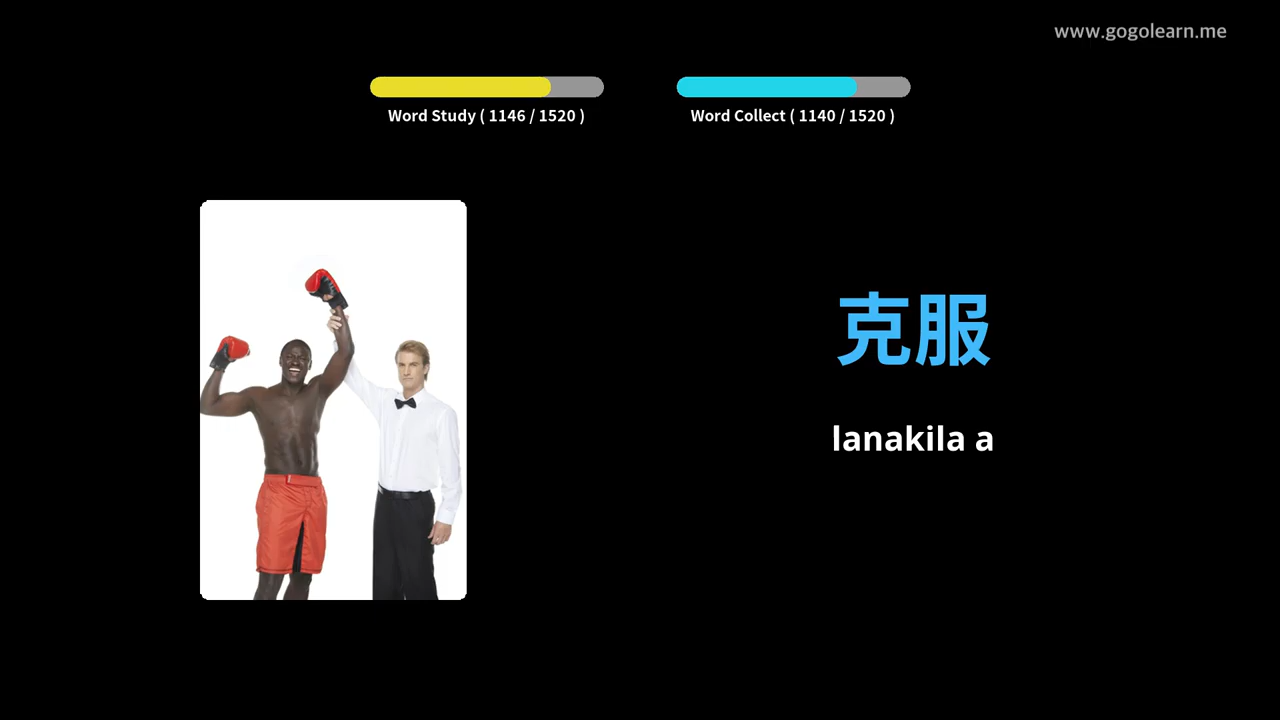 www.gogolearn.me
Word Study ( 1146 / 1520 )
Word Collect ( 1140 / 1520 )
克服
lanakila a